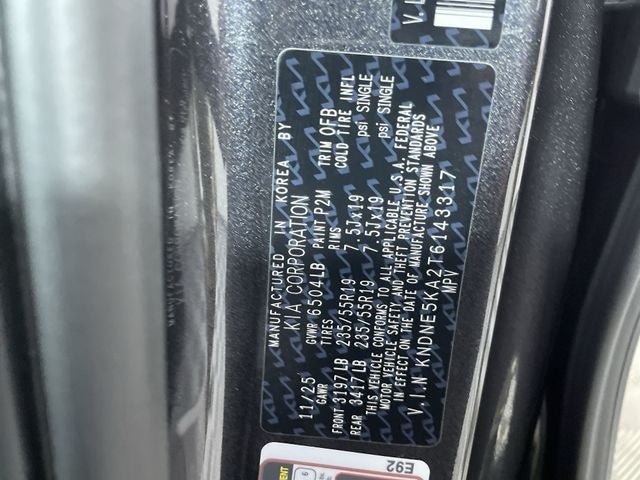 MANUFACTURED IN KOREA BY
KIA CORPORATION
11/25 GVWR 6504LB PAINT P2M TRIM OFB
GAWR TIRES RIMS COLD TIRE INFL
FRONT 3197LB 235/55R19 7.5Jx19 psi SINGLE
REAR 3417LB 235/55R19 7.5Jx19 psi SINGLE
THIS VEHICLE CONFORMS TO ALL APPLICABLE U.S.A. FEDERAL
MOTOR VEHICLE SAFETY AND THEFT PREVENTION STANDARDS
IN EFFECT ON THE DATE OF MANUFACTURE SHOWN ABOVE
V.I.N KNDNE5KA2T6143317
MPV
E92